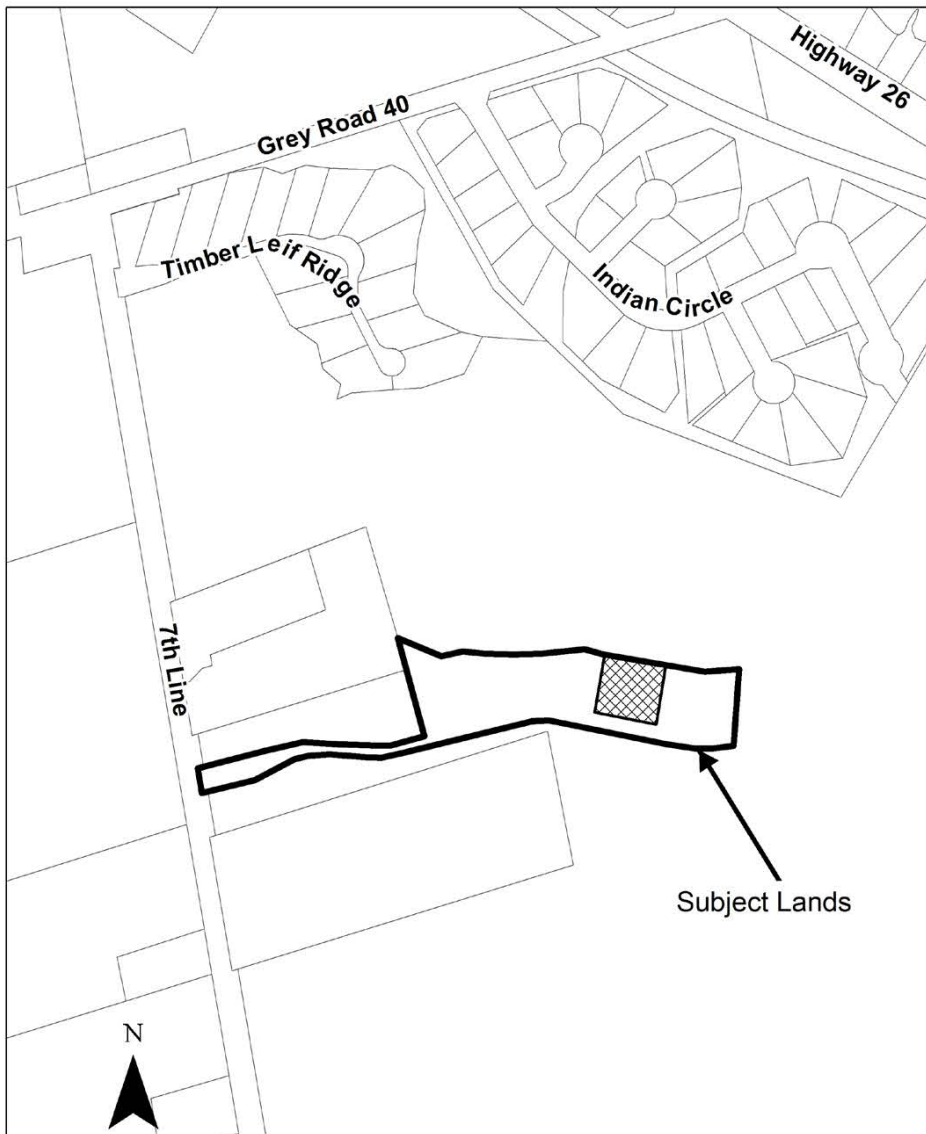 Highway 26
Grey Road 40
Timber Leif Ridge
Indian Circle
7th Line
Subject Lands
N